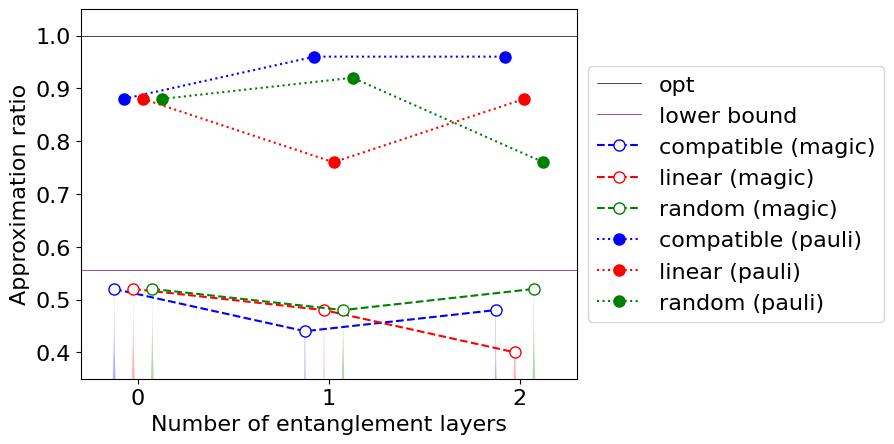 1.0
0.9
0.8
0.7
0.6
0.5
0.4
Approximation ratio
0 1 2
Number of entanglement layers
opt
lower bound
compatible (magic)
linear (magic)
random (magic)
compatible (pauli)
linear (pauli)
random (pauli)